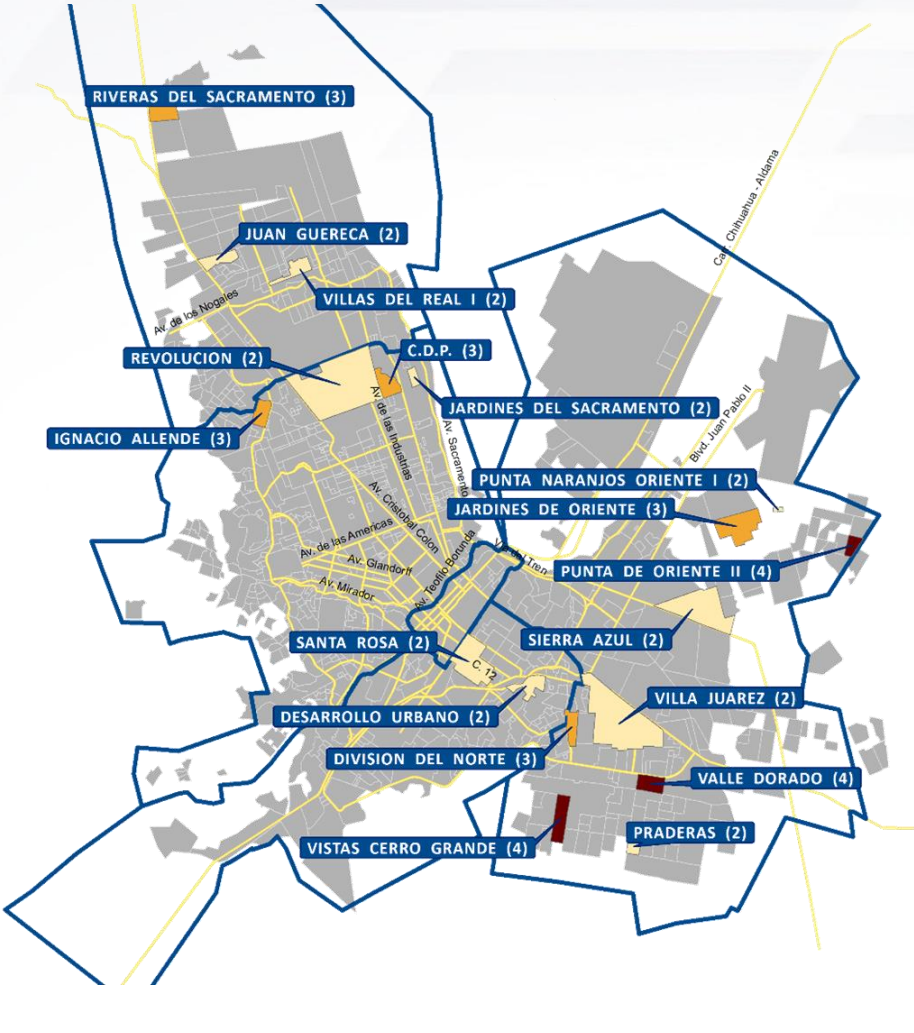 RIVERAS DEL SACRAMENTO (3)
Carr. Chihuahua - Aldama
JUAN GUERECA (2)
VILLAS DEL REAL I (2)
Av. de los Nogales
REVOLUCION (2)
C.D.P. (3)
JARDINES DEL SACRAMENTO (2)
Av. de las Industrias
Blvd. Juan Pablo II
IGNACIO ALLENDE (3)
Av. Sacramento
PUNTA NARANJOS ORIENTE I (2)
JARDINES DE ORIENTE (3)
Av. Cristobal Colon
Av. de las Americas
Av. Teofilo Borunda
Av. Glandorff
PUNTA DE ORIENTE II (4)
Av. Mirador
SANTA ROSA (2)
SIERRA AZUL (2)
C. 12
VILLA JUAREZ (2)
DESARROLLO URBANO (2)
DIVISION DEL NORTE (3)
VALLE DORADO (4)
PRADERAS (2)
VISTAS CERRO GRANDE (4)